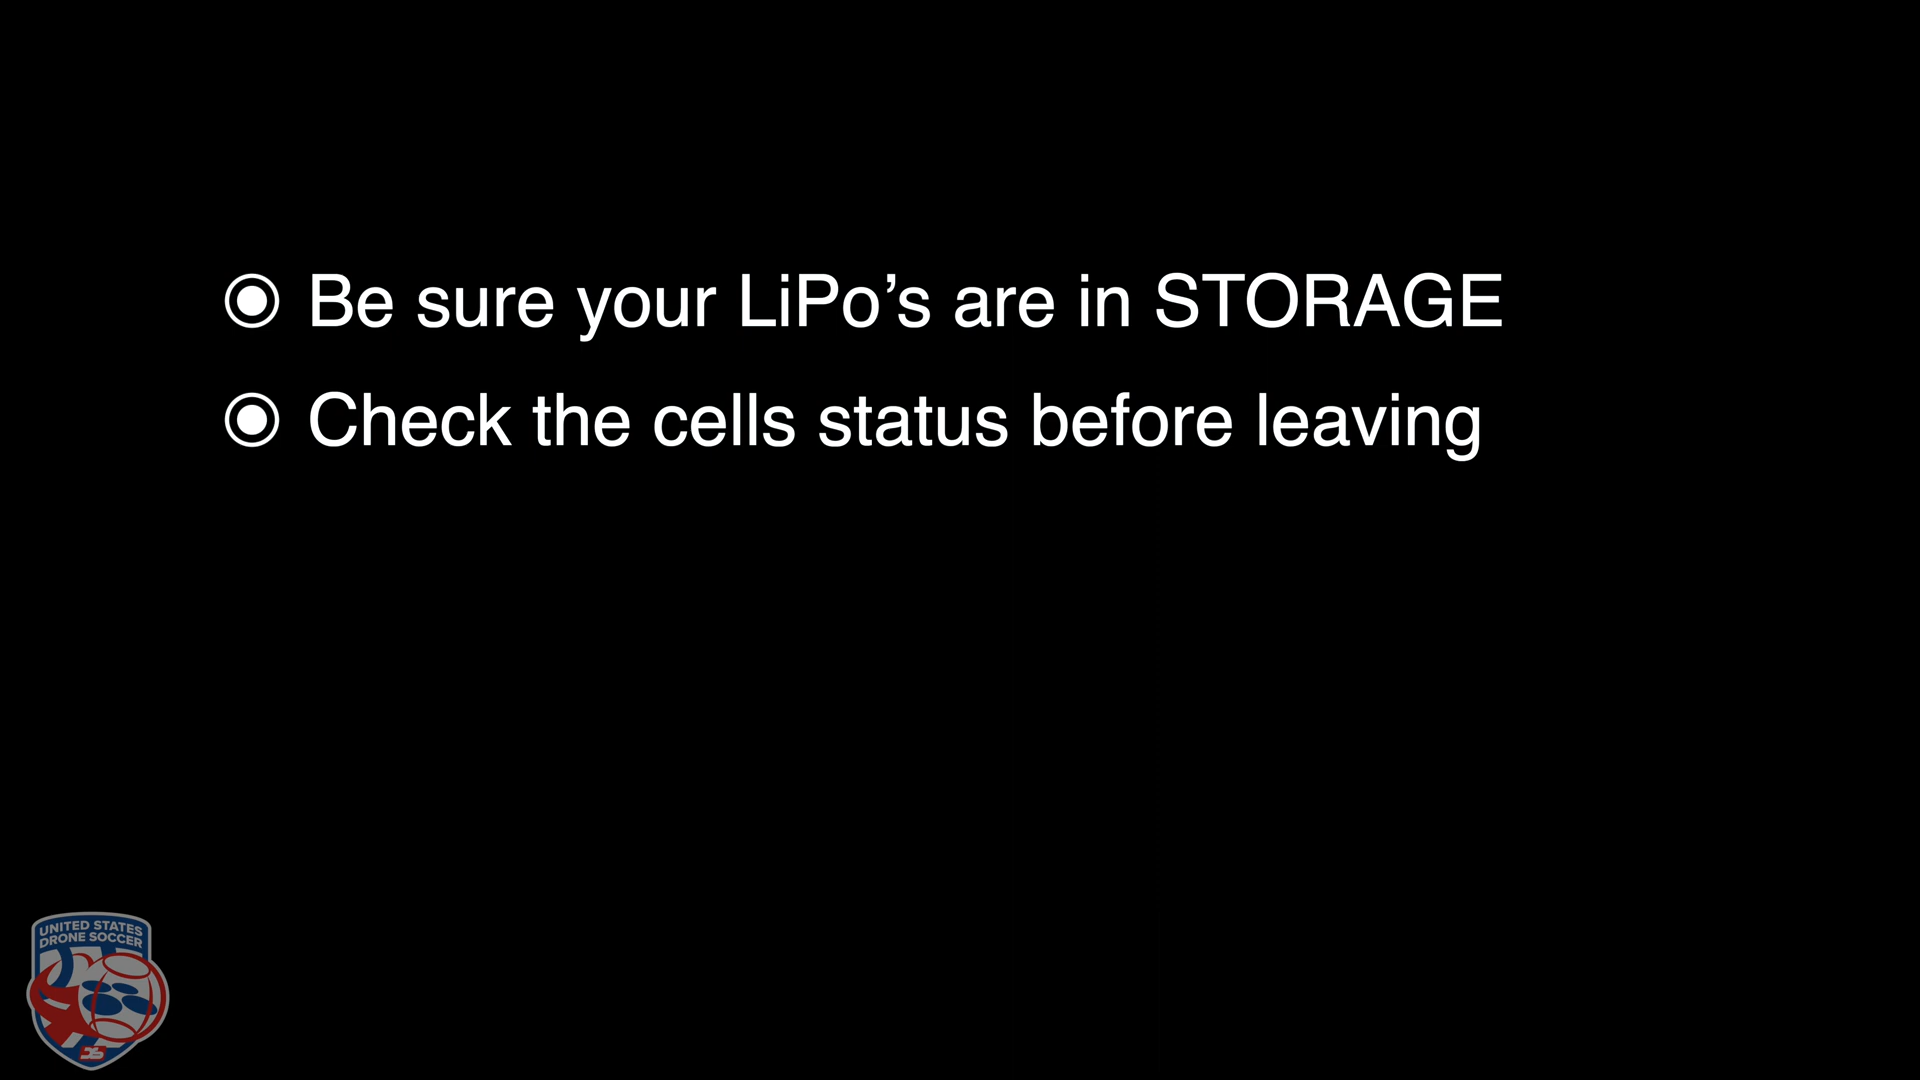 Be sure your LiPo’s are in STORAGE
Check the cells status before leaving
UNITED STATES
DRONE SOCCER